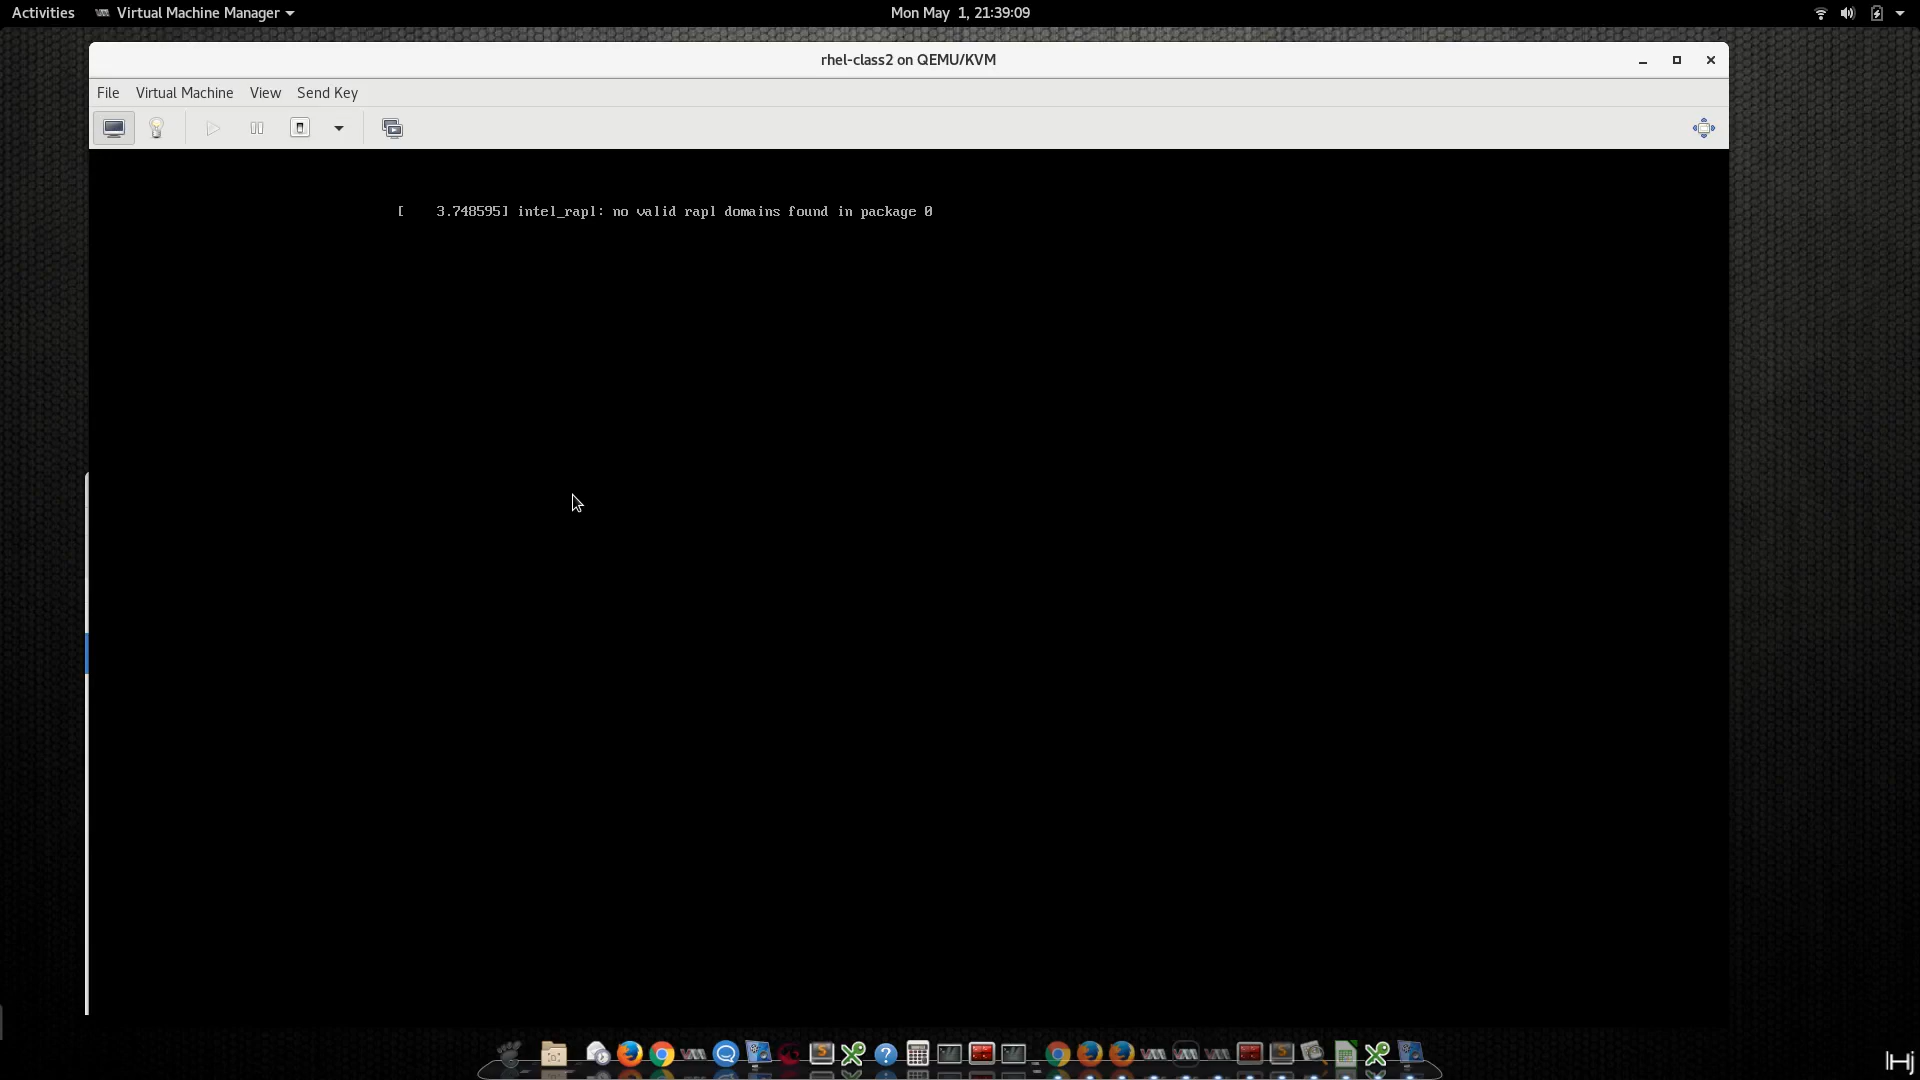 Activities Virtual Machine Manager Mon May 1, 21:39:09
rhel-class2 on QEMU/KVM
File Virtual Machine View Send Key
[    3.748595] intel_rapl: no valid rapl domains found in package 0